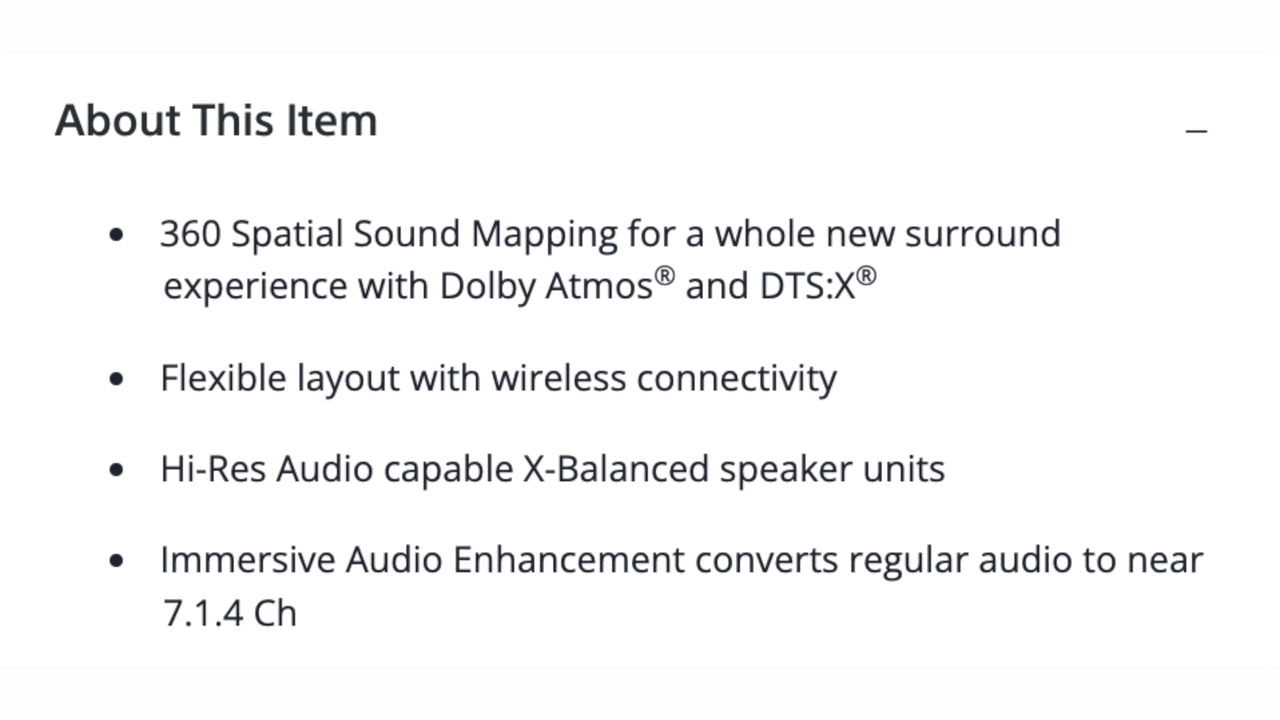 About This Item
360 Spatial Sound Mapping for a whole new surround
experience with Dolby Atmos® and DTS:X®
Flexible layout with wireless connectivity
Hi-Res Audio capable X-Balanced speaker units
Immersive Audio Enhancement converts regular audio to near
7.1.4 Ch